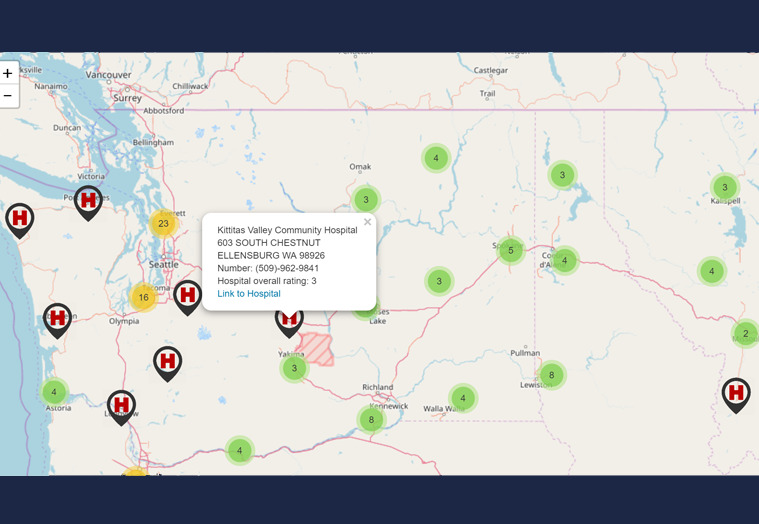 +
−
Nanaimo
Vancouver
Surrey
Chilliwack
Abbotsford
Castlegar
Trail
Duncan
Bellingham
Victoria
Omak
4
3
3
3
Kalispell
H
H
23
Kittitas Valley Community Hospital
×
603 SOUTH CHESTNUT
ELLENSBURG WA 98926
Number: (509)-962-9841
Hospital overall rating: 3
Link to Hospital
Seattle
5
4
4
3
16
H
Olympia
H
H
Lake
2
Yakima
3
H
Pullman
8
Lewiston
Richland
Kennewick
4
Walla Walla
H
4
Astoria
H
8
4